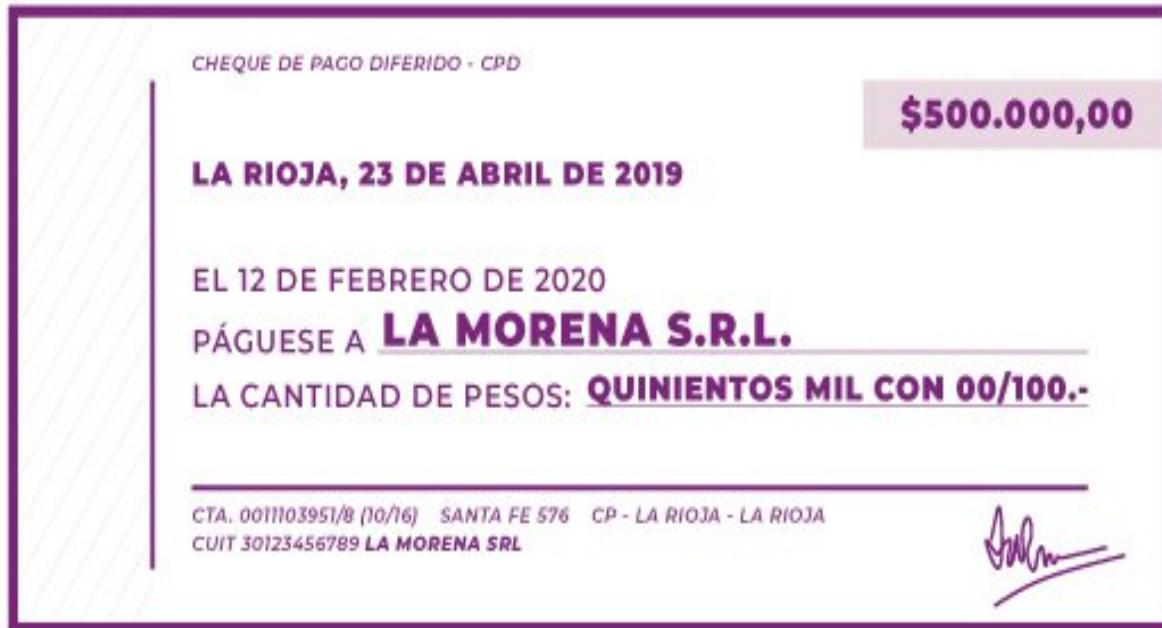 CHEQUE DE PAGO DIFERIDO - CPD
$500.000,00
LA RIOJA, 23 DE ABRIL DE 2019
EL 12 DE FEBRERO DE 2020
PÁGUESE A LA MORENA S.R.L.
LA CANTIDAD DE PESOS: QUINIENTOS MIL CON 00/100.-
CTA. 0011103951/8 (10/16) SANTA FE 576 CP - LA RIOJA - LA RIOJA
CUIT 30123456789 LA MORENA SRL